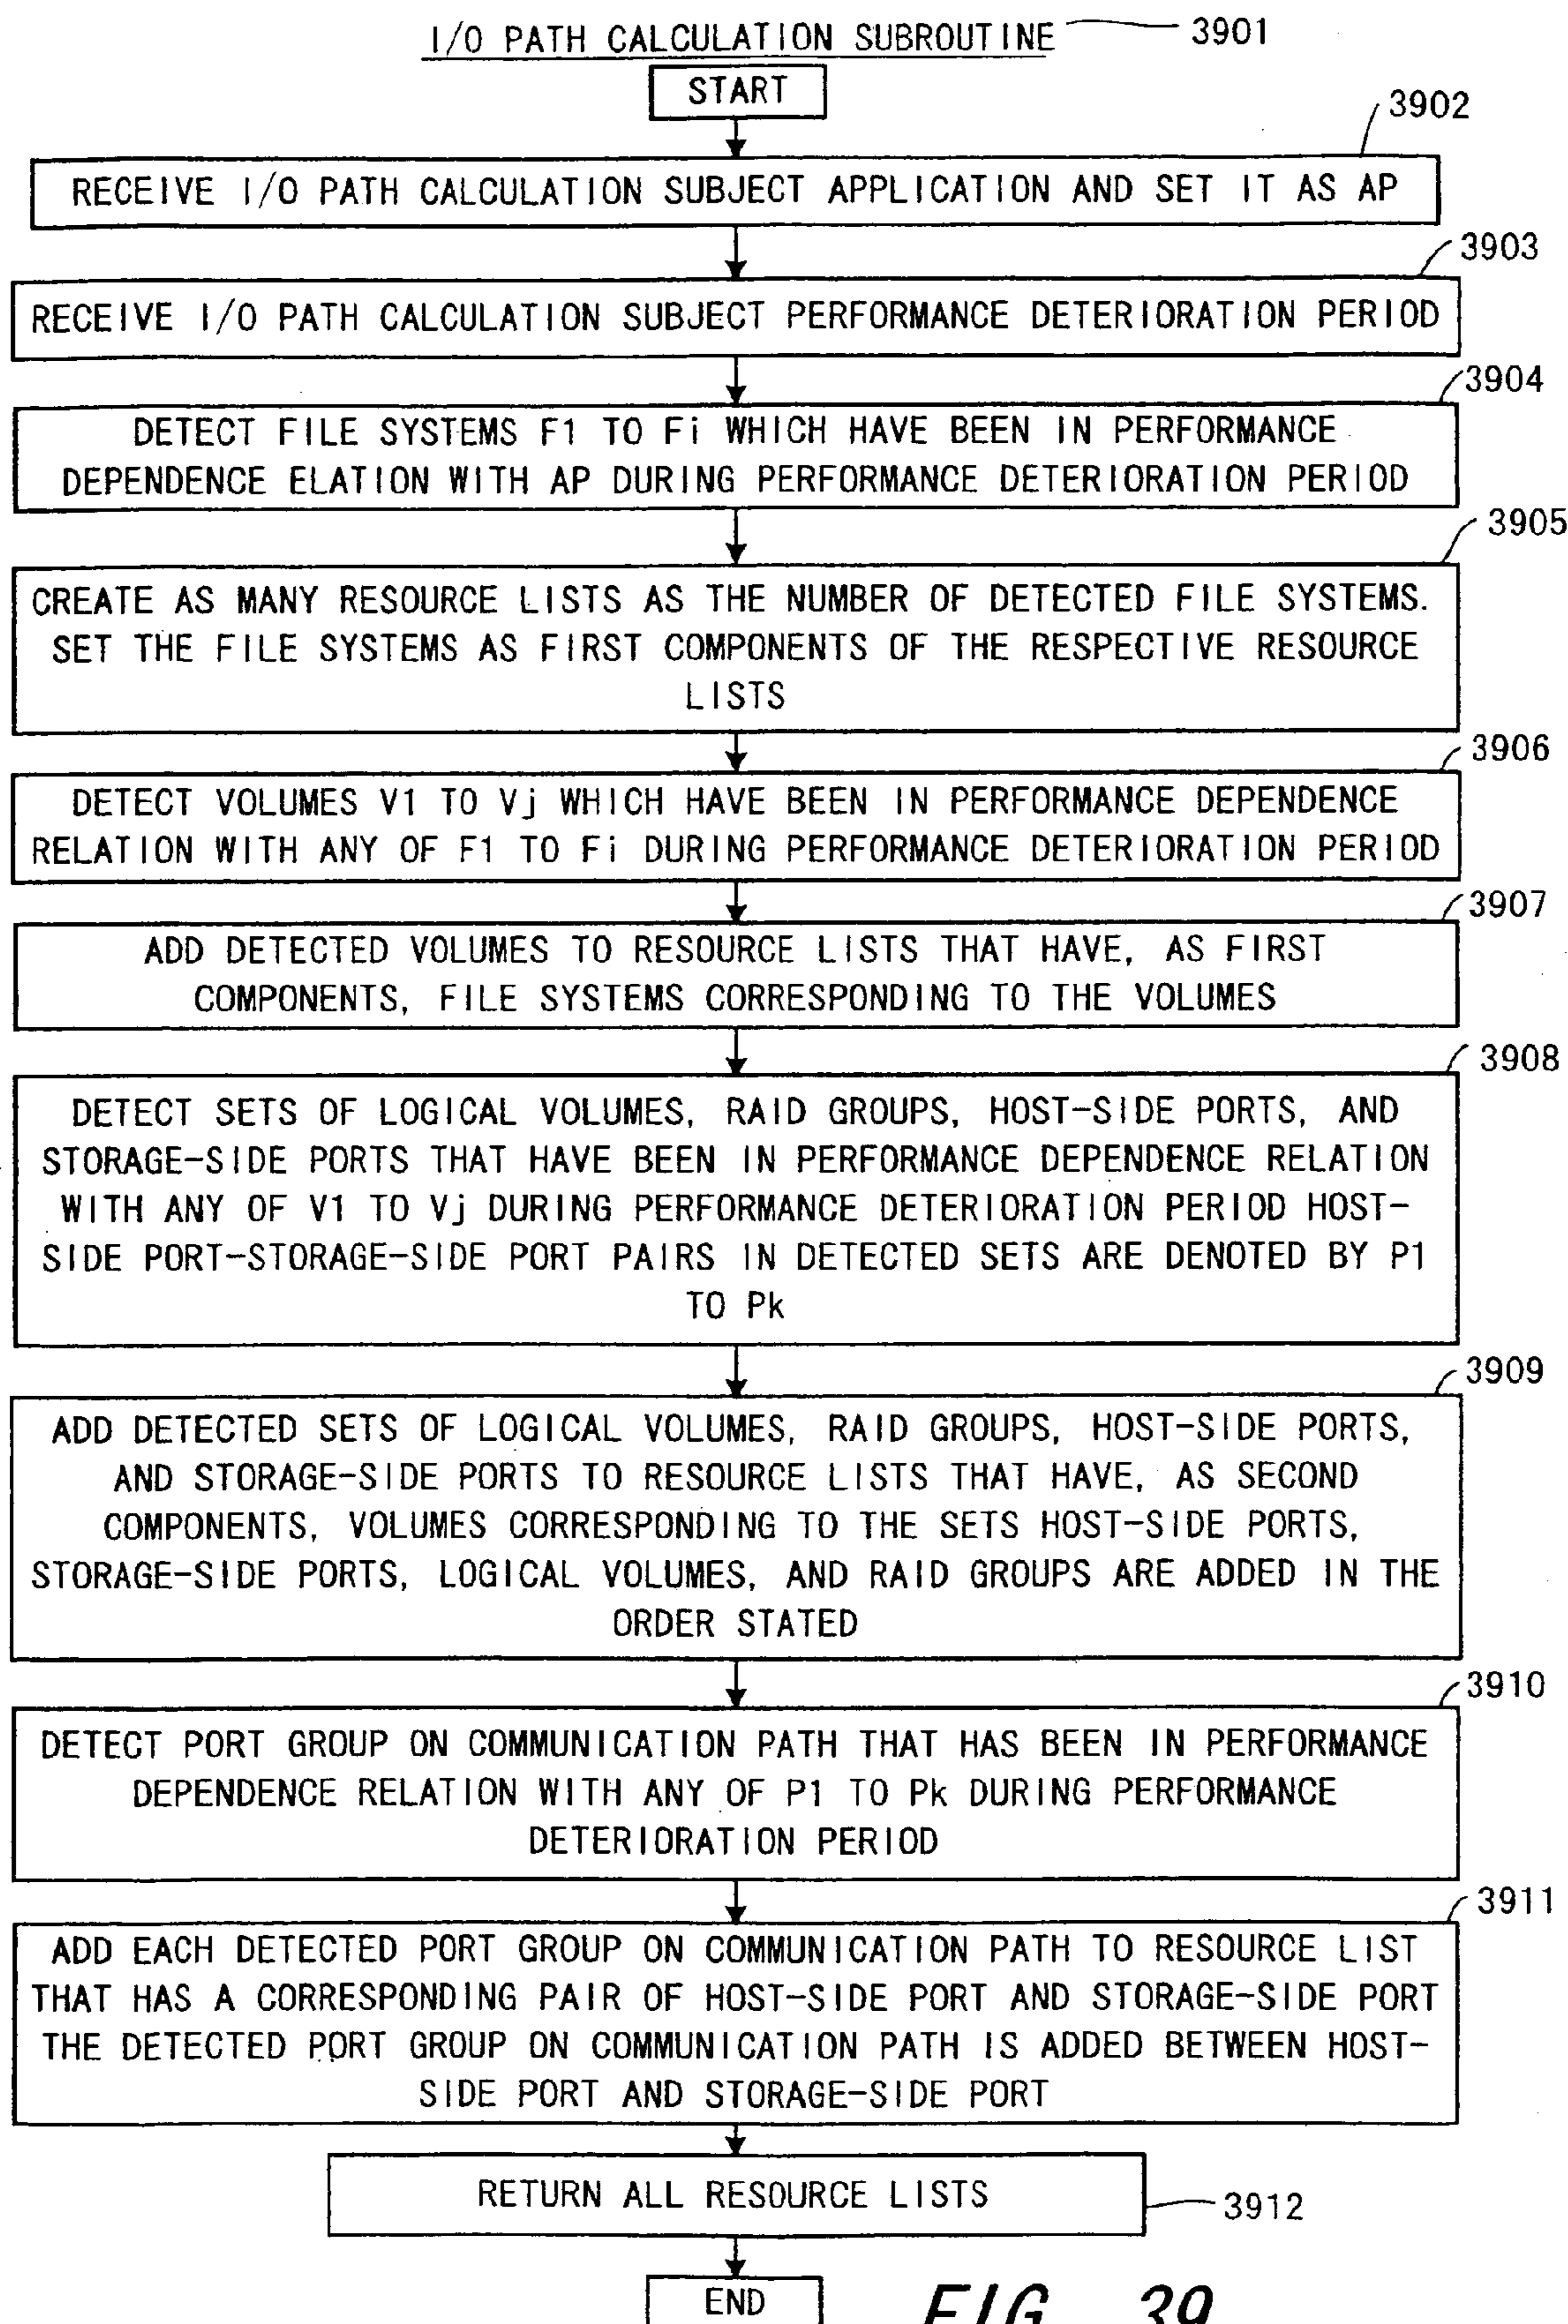 I/O PATH CALCULATION SUBROUTINE 3901
START
3902
RECEIVE I/O PATH CALCULATION SUBJECT APPLICATION AND SET IT AS AP
3903
RECEIVE I/O PATH CALCULATION SUBJECT PERFORMANCE DETERIORATION PERIOD
3904
DETECT FILE SYSTEMS F1 TO Fi WHICH HAVE BEEN IN PERFORMANCE
DEPENDENCE ELATION WITH AP DURING PERFORMANCE DETERIORATION PERIOD
3905
CREATE AS MANY RESOURCE LISTS AS THE NUMBER OF DETECTED FILE SYSTEMS.
SET THE FILE SYSTEMS AS FIRST COMPONENTS OF THE RESPECTIVE RESOURCE
LISTS
3906
DETECT VOLUMES V1 TO Vj WHICH HAVE BEEN IN PERFORMANCE DEPENDENCE
RELATION WITH ANY OF F1 TO Fi DURING PERFORMANCE DETERIORATION PERIOD
3907
ADD DETECTED VOLUMES TO RESOURCE LISTS THAT HAVE, AS FIRST
COMPONENTS, FILE SYSTEMS CORRESPONDING TO THE VOLUMES
3908
DETECT SETS OF LOGICAL VOLUMES, RAID GROUPS, HOST-SIDE PORTS, AND
STORAGE-SIDE PORTS THAT HAVE BEEN IN PERFORMANCE DEPENDENCE RELATION
WITH ANY OF V1 TO Vj DURING PERFORMANCE DETERIORATION PERIOD HOST-
SIDE PORT-STORAGE-SIDE PORT PAIRS IN DETECTED SETS ARE DENOTED BY P1
TO Pk
3909
ADD DETECTED SETS OF LOGICAL VOLUMES, RAID GROUPS, HOST-SIDE PORTS,
AND STORAGE-SIDE PORTS TO RESOURCE LISTS THAT HAVE, AS SECOND
COMPONENTS, VOLUMES CORRESPONDING TO THE SETS HOST-SIDE PORTS,
STORAGE-SIDE PORTS, LOGICAL VOLUMES, AND RAID GROUPS ARE ADDED IN THE
ORDER STATED
3910
DETECT PORT GROUP ON COMMUNICATION PATH THAT HAS BEEN IN PERFORMANCE
DEPENDENCE RELATION WITH ANY OF P1 TO Pk DURING PERFORMANCE
DETERIORATION PERIOD
3911
ADD EACH DETECTED PORT GROUP ON COMMUNICATION PATH TO RESOURCE LIST
THAT HAS A CORRESPONDING PAIR OF HOST-SIDE PORT AND STORAGE-SIDE PORT
THE DETECTED PORT GROUP ON COMMUNICATION PATH IS ADDED BETWEEN HOST-
SIDE PORT AND STORAGE-SIDE PORT
RETURN ALL RESOURCE LISTS
3912
END
FIG. 39